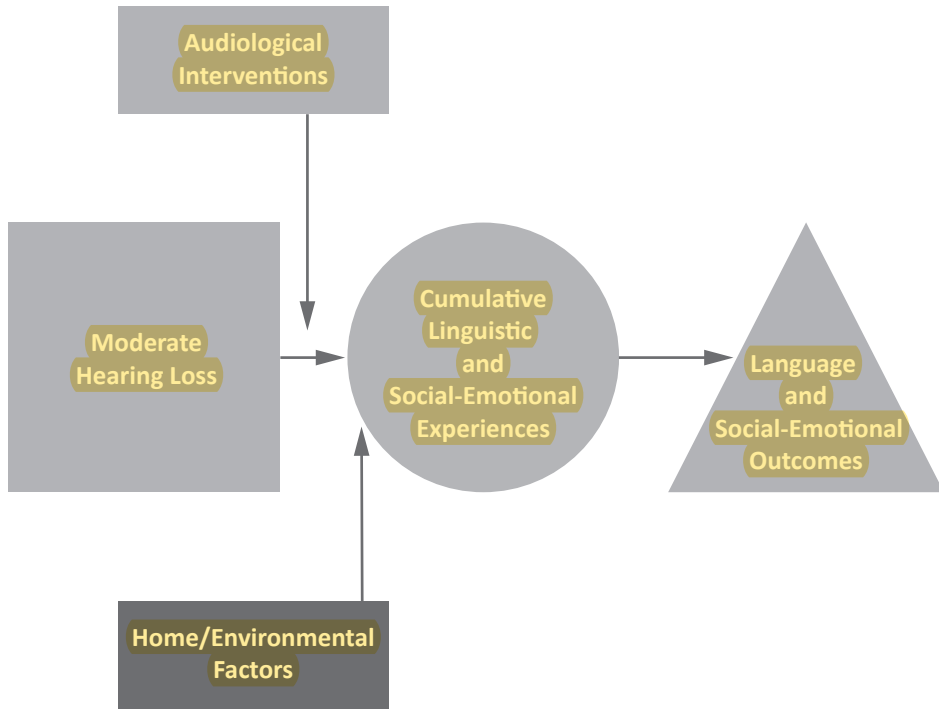 Audiological
Interventions
Moderate
Hearing Loss
Cumulative
Linguistic
and
Social-Emotional
Experiences
Language
and
Social-Emotional
Outcomes
Home/Environmental
Factors